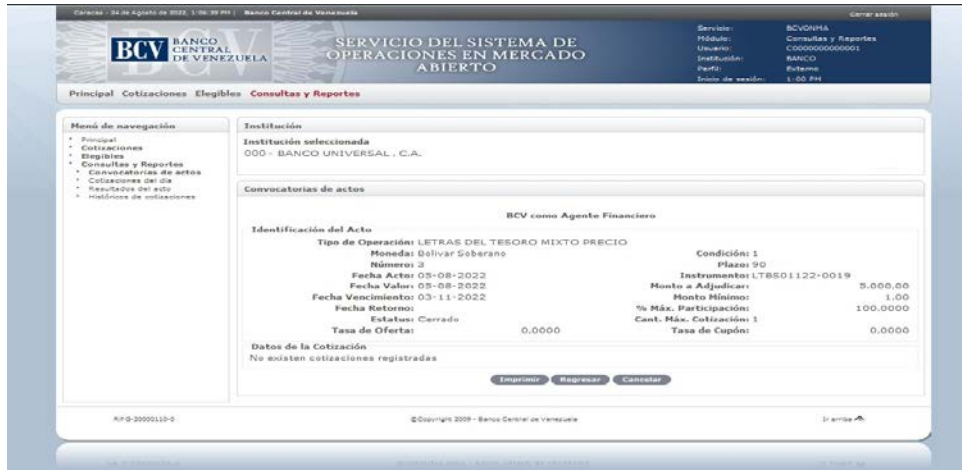 Caracas - 24 de Agosto de 2022, 1:06:39 PM | Banco Central de Venezuela
Cerrar sesión
BCV BANCO CENTRAL DE VENEZUELA
SERVICIO DEL SISTEMA DE
OPERACIONES EN MERCADO
ABIERTO
Servicio: BCVONMA
Módulo: Consultas y Reportes
Usuario: C0000000000001
Institución: BANCO
Perfil: Externo
Inicio de sesión: 1:00 PM
Principal Cotizaciones Elegibles Consultas y Reportes
Menú de navegación
Principal
Cotizaciones
Elegibles
Consultas y Reportes
Convocatorias de actos
Cotizaciones del día
Resultados del acto
Históricos de cotizaciones
Institución
Institución seleccionada
000 - BANCO UNIVERSAL , C.A.
Convocatorias de actos
BCV como Agente Financiero
Identificación del Acto
Tipo de Operación: LETRAS DEL TESORO MIXTO PRECIO
Moneda: Bolivar Soberano Condición: 1
Número: 3 Plazo: 90
Fecha Acto: 05-08-2022 Instrumento: LTBS01122-0019
Fecha Valor: 05-08-2022 Monto a Adjudicar: 5.000,00
Fecha Vencimiento: 03-11-2022 Monto Mínimo: 1,00
Fecha Retorno: % Máx. Participación: 100.0000
Estatus: Cerrado Cant. Máx. Cotización: 1
Tasa de Oferta: 0,0000 Tasa de Cupón: 0,0000
Datos de la Cotización
No existen cotizaciones registradas
Imprimir Regresar Cancelar
R.I.F G-20000110-0
©Copyright 2009 - Banco Central de Venezuela
Ir arriba